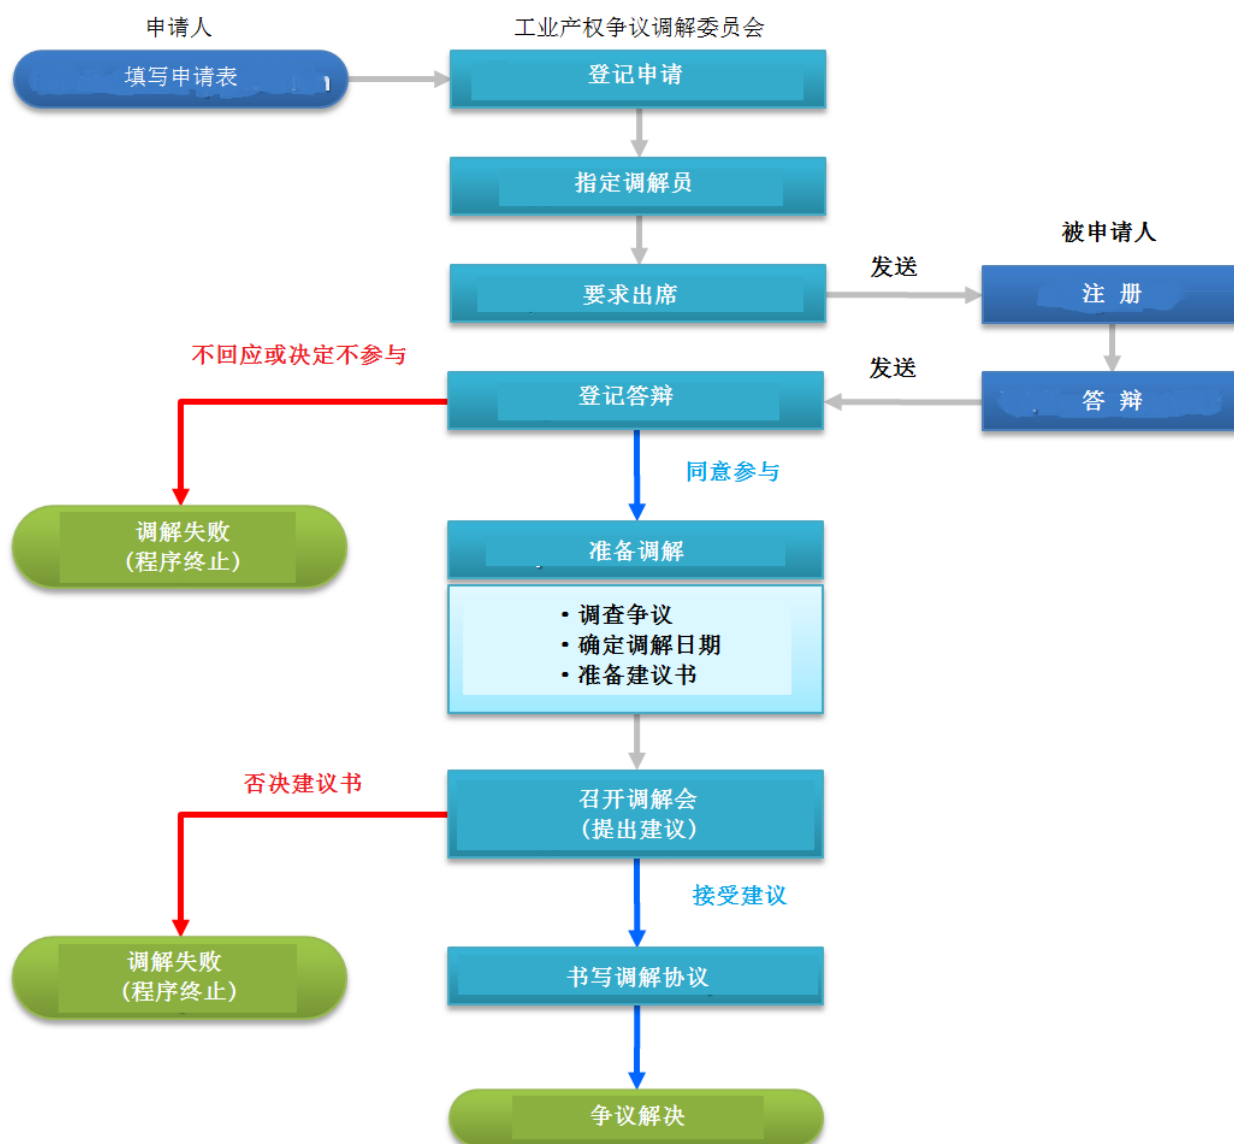 申请人
工业产权争议调解委员会
填写申请表
登记申请
指定调解员
被申请人
要求出席
发送
注 册
不回应或决定不参与
发送
登记答辩
答 辩
同意参与
调解失败
(程序终止)
准备调解
·调查争议
·确定调解日期
·准备建议书
否决建议书
召开调解会
(提出建议)
接受建议
调解失败
(程序终止)
书写调解协议
争议解决